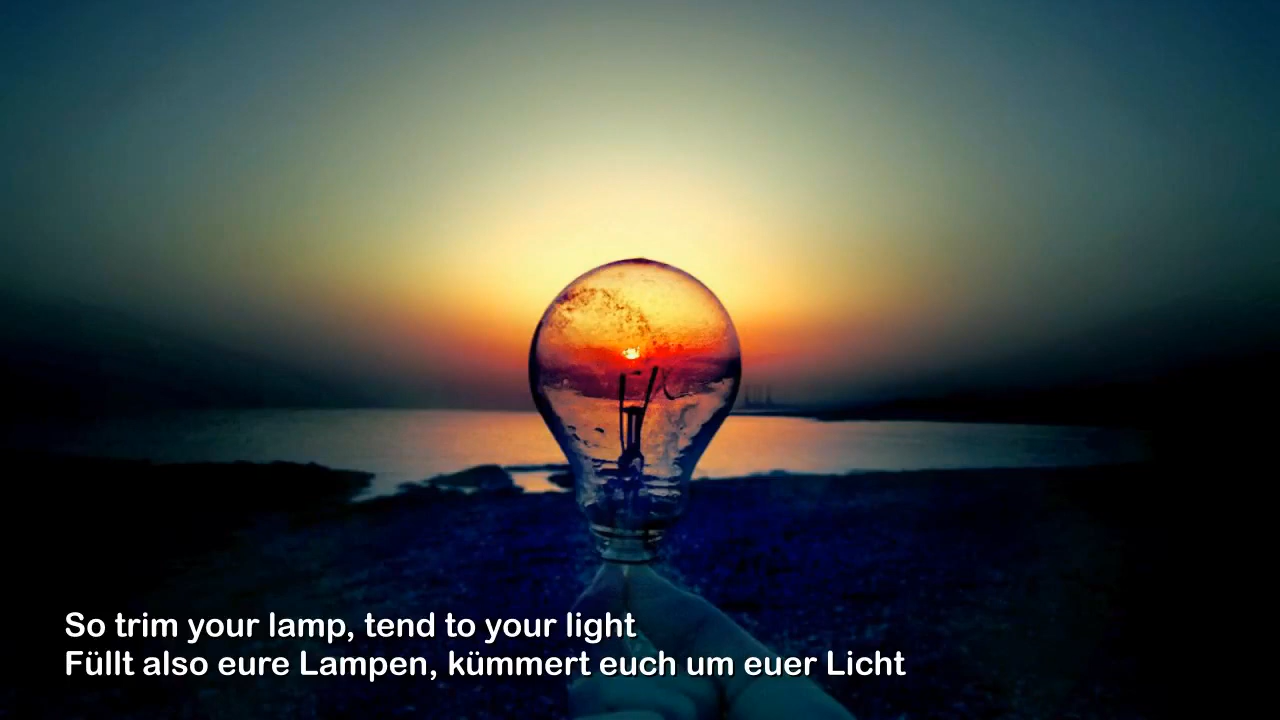 So trim your lamp, tend to your light
Füllt also eure Lampen, kümmert euch um euer Licht